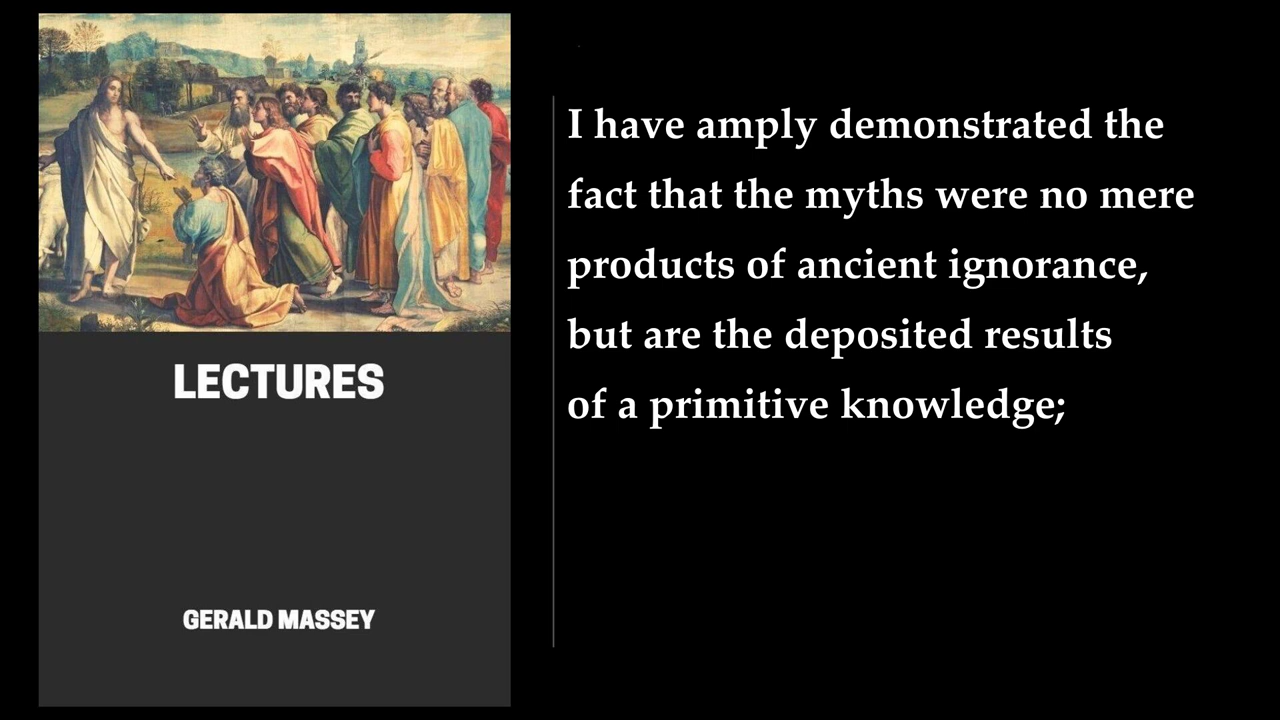 LECTURES
GERALD MASSEY
I have amply demonstrated the
fact that the myths were no mere
products of ancient ignorance,
but are the deposited results
of a primitive knowledge;